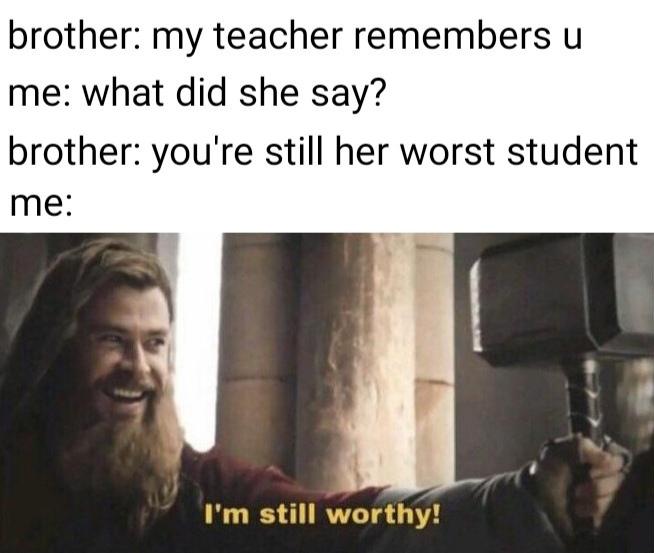 brother: my teacher remembers u
me: what did she say?
brother: you're still her worst student
me:
I'm still worthy!